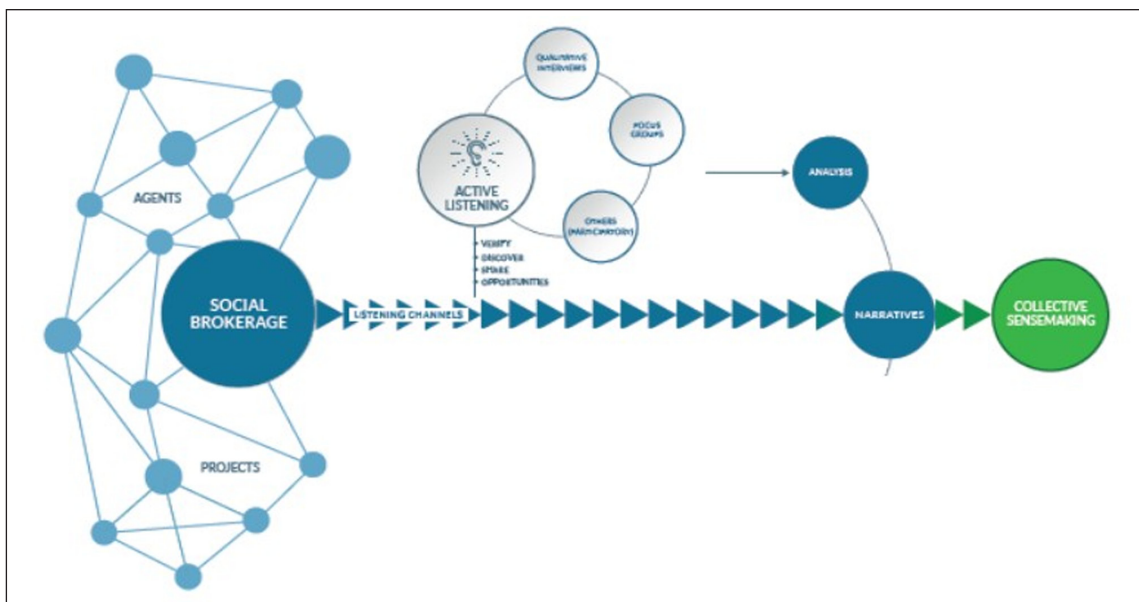 QUALITATIVE
INTERVIEWS
FOCUS
GROUPS
ACTIVE
LISTENING
ANALYSIS
AGENTS
OTHERS
(PARTICIPATORY)
VERIFY
DISCOVER
SHARE
OPPORTUNITIES
SOCIAL
BROKERAGE
LISTENING CHANNELS
NARRATIVES
COLLECTIVE
SENSEMAKING
PROJECTS